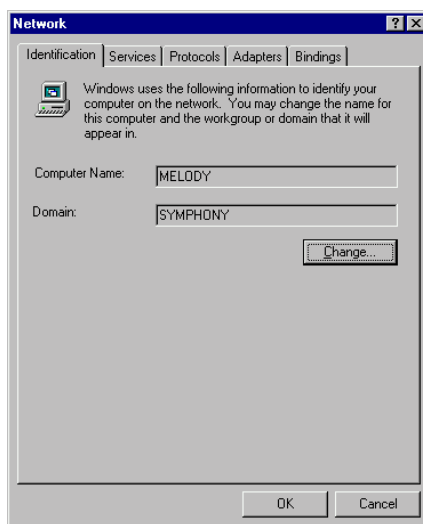 Network
Identification Services Protocols Adapters Bindings
Windows uses the following information to identify your
computer on the network. You may change the name for
this computer and the workgroup or domain that it will
appear in.
Computer Name: MELODY
Domain: SYMPHONY
Change...
OK Cancel